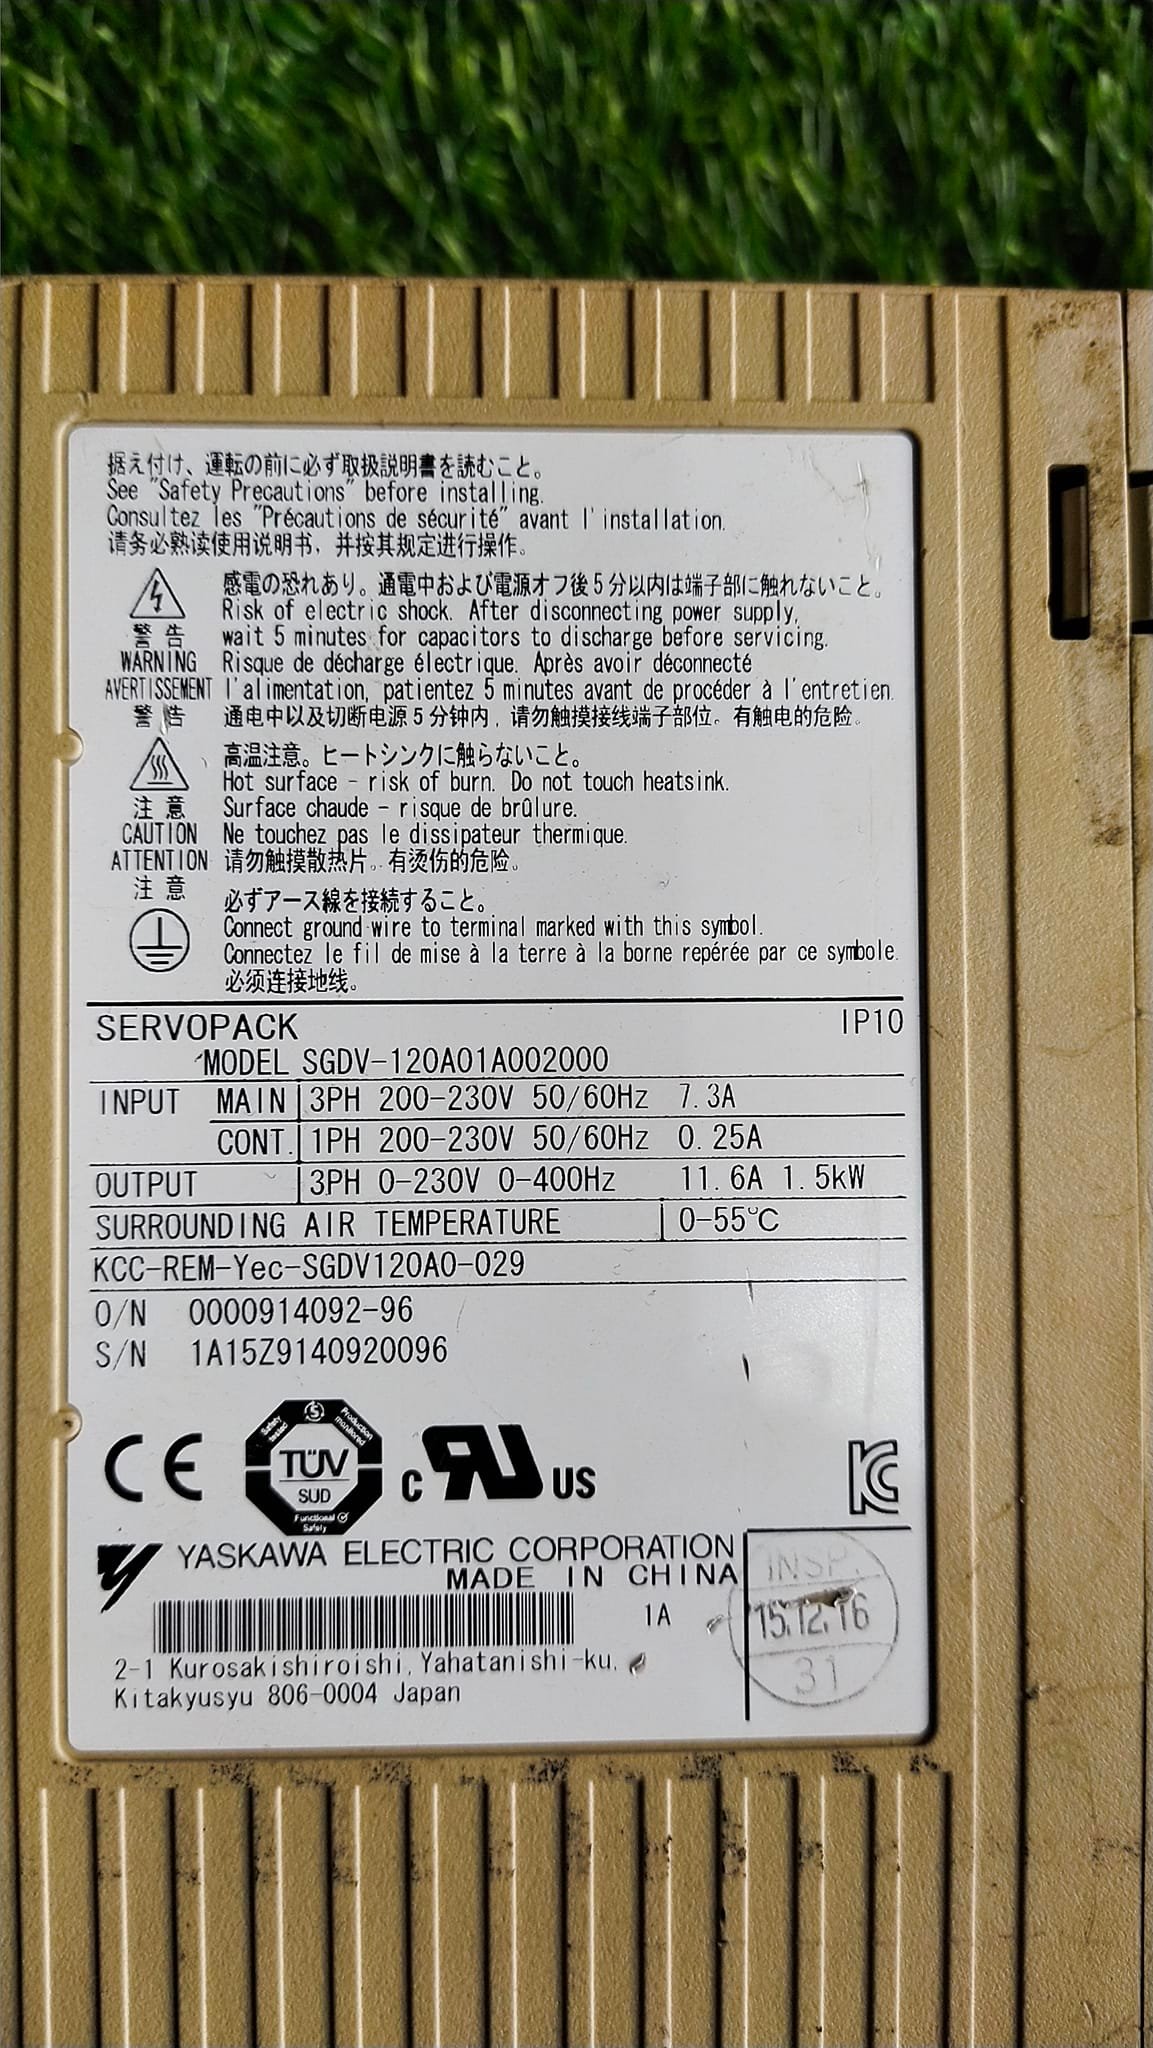 据え付け、運転の前に必ず取扱説明書を読むこと。
See "Safety Precautions" before installing.
Consultez les "Précautions de sécurité" avant l'installation.
请务必熟读使用说明书，并按其规定进行操作。
感電の恐れあり。通電中および電源オフ後5分以内は端子部に触れないこと。
Risk of electric shock. After disconnecting power supply,
警告 wait 5 minutes for capacitors to discharge before servicing.
WARNING Risque de décharge électrique. Après avoir déconnecté
AVERTISSEMENT l'alimentation, patientez 5 minutes avant de procéder à l'entretien.
警告 通电中以及切断电源5分钟内，请勿触摸接线端子部位。有触电的危险。
高温注意。ヒートシンクに触らないこと。
Hot surface - risk of burn. Do not touch heatsink.
注意 Surface chaude - risque de brûlure.
CAUTION Ne touchez pas le dissipateur thermique.
ATTENTION 请勿触摸散热片。有烫伤的危险。
注意
必ずアース線を接続すること。
Connect ground wire to terminal marked with this symbol.
Connectez le fil de mise à la terre à la borne repérée par ce symbole.
必须连接地线。
SERVOPACK IP10
MODEL SGDV-120A01A002000
INPUT MAIN 3PH 200-230V 50/60Hz 7.3A
CONT. 1PH 200-230V 50/60Hz 0.25A
OUTPUT 3PH 0-230V 0-400Hz 11.6A 1.5kW
SURROUNDING AIR TEMPERATURE 0-55℃
KCC-REM-Yec-SGDV120A0-029
O/N 0000914092-96
S/N 1A15Z9140920096
CE
Safety tested
Production monitored
TÜV
SUD
Functional Safety
c RU US
KC
YASKAWA ELECTRIC CORPORATION
MADE IN CHINA
1A
INSP.
15.12.16
31
2-1 Kurosakishiroishi, Yahatanishi-ku,
Kitakyusyu 806-0004 Japan